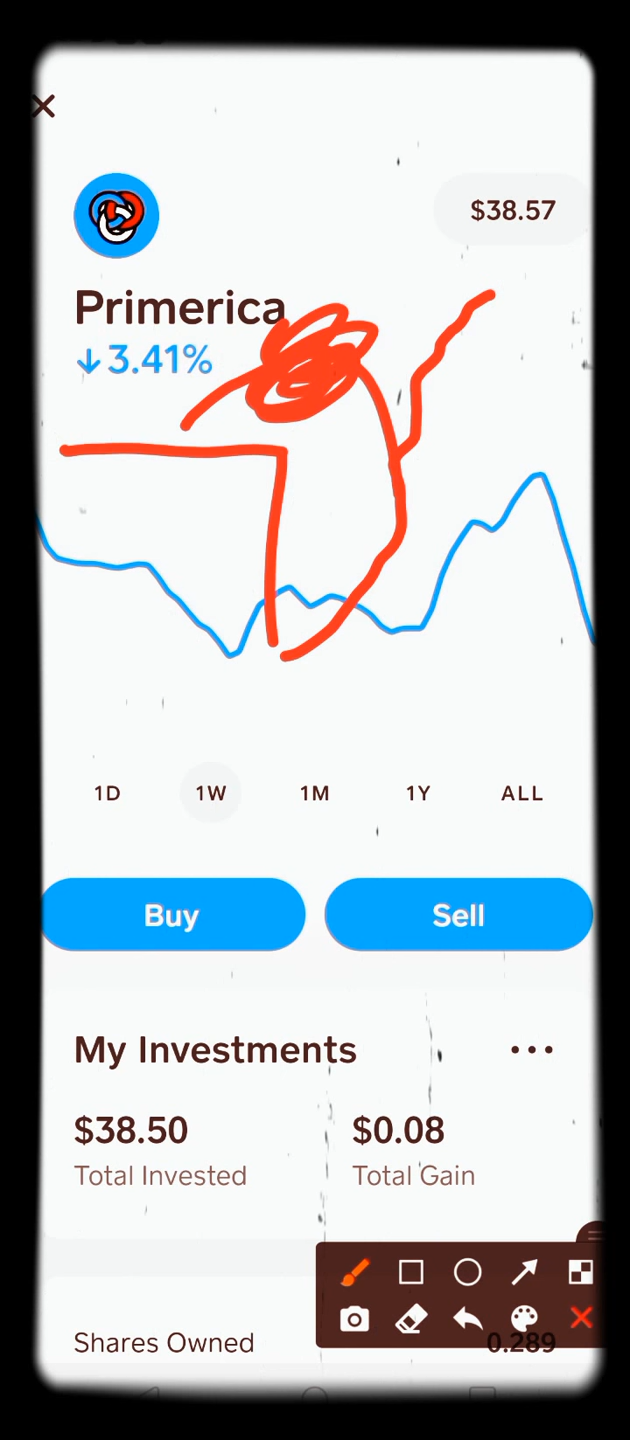 $38.57
Primerica
↓3.41%
1D 1W 1M 1Y ALL
Buy Sell
My Investments
$38.50 $0.08
Total Invested Total Gain
Shares Owned 0.289